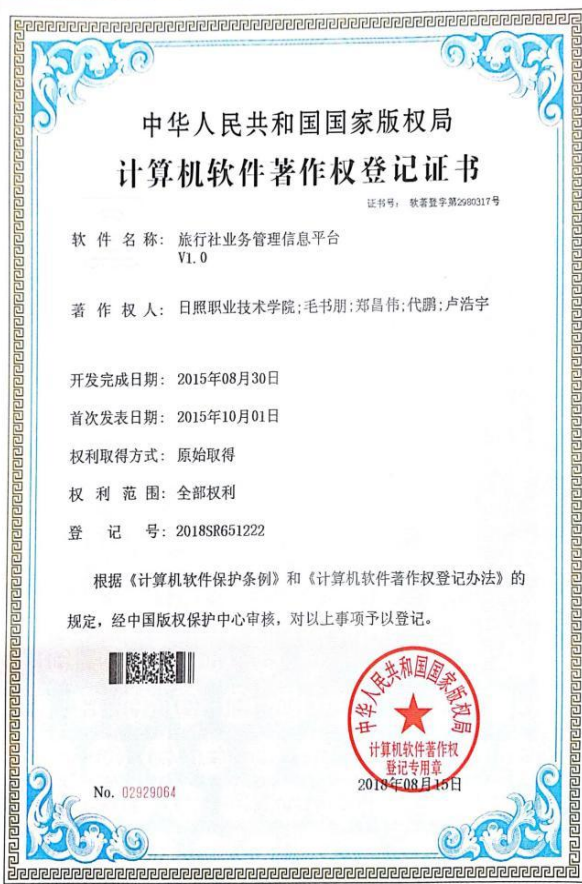 中华人民共和国国家版权局
计算机软件著作权登记证书
证书号： 软著登字第2980317号
软件名称： 旅行社业务管理信息平台
V1.0
著作权人： 日照职业技术学院;毛书朋;郑昌伟;代鹏;卢浩宇
开发完成日期： 2015年08月30日
首次发表日期： 2015年10月01日
权利取得方式： 原始取得
权利范围： 全部权利
登记号： 2018SR651222
根据《计算机软件保护条例》和《计算机软件著作权登记办法》的
规定，经中国版权保护中心审核，对以上事项予以登记。
中华人民共和国国家版权局
计算机软件著作权
登记专用章
No. 02929064
2018年08月15日